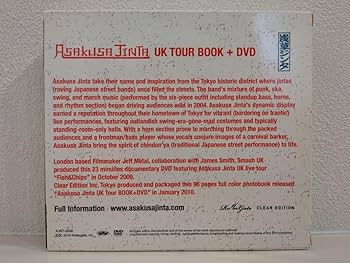 ASAKUSA JINTA UK TOUR BOOK + DVD
浅草ジンタ
Asakusa Jinta take their name and inspiration from the Tokyo historic district where jintas
(roving Japanese street bands) once filled the streets. The band's mixture of punk, ska,
swing, and march music (performed by the six-piece outfit including standup bass, horns,
and rhythm section) began driving audiences wild in 2004. Asakusa Jinta's dynamic display
earned a reputation throughout their hometown of Tokyo for vibrant (bordering on frantic)
live performances, featuring outlandish swing-era-gone-mad costumes and typically
standing-room-only halls. With a horn section prone to marching through the packed
audiences and a frontman/bass player whose vocals conjure images of a carnival barker,
Asakusa Jinta bring the spirit of chindon'ya (traditional Japanese street performance) to life.
London based Filmmaker Jeff Metal, collaboration with James Smith, Smash UK
produced this 23 minuites documentary DVD featuring Asakusa Jinta UK live tour
"Fish&Chips" in October 2009.
Clear Edition Inc. Tokyo produced and packaged this 96 pages full color photobook released
"Asakusa Jinta UK Tour BOOK+DVD" in January 2010.
Full Information www.asakusajinta.com
CLEAR EDITION